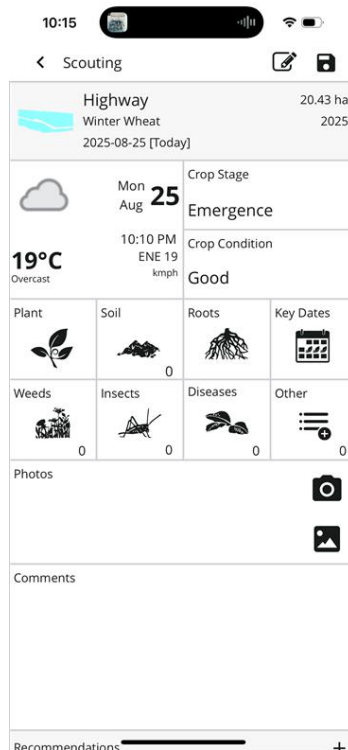 10:15
Scouting
Highway
20.43 ha
Winter Wheat
2025
2025-08-25 [Today]
Mon
Aug
25
10:10 PM
ENE 19
kmph
19°C
Overcast
Crop Stage
Emergence
Crop Condition
Good
Plant
Soil
0
Roots
Key Dates
Weeds
0
Insects
0
Diseases
0
Other
0
Photos
Comments
Recommendations
+